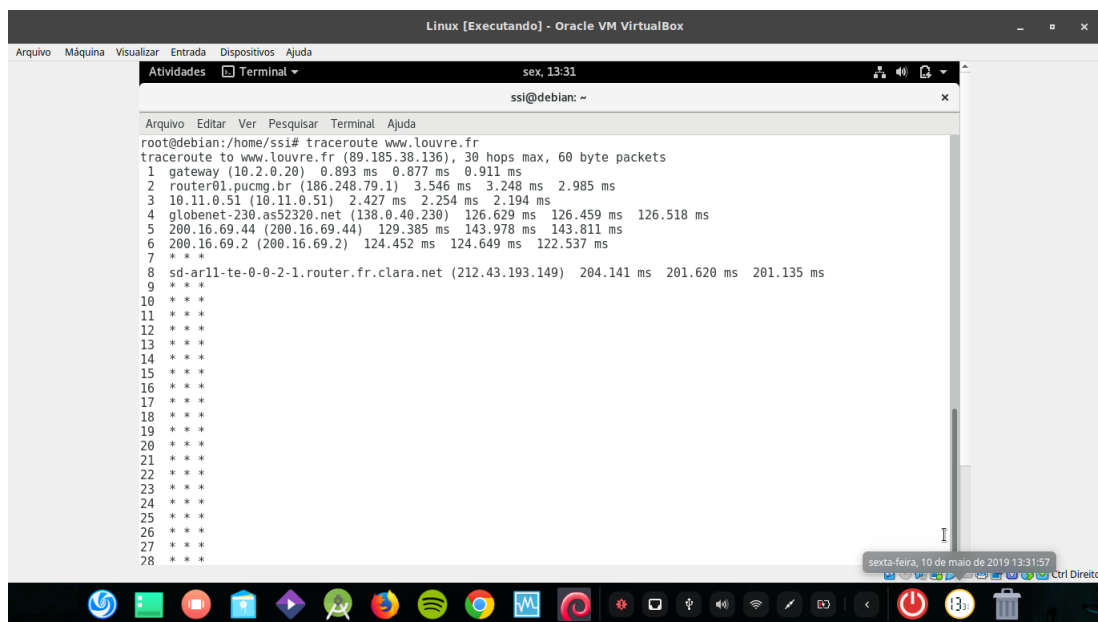 Linux [Executando] - Oracle VM VirtualBox
Arquivo Máquina Visualizar Entrada Dispositivos Ajuda
Atividades Terminal sex, 13:31
ssi@debian: ~
Arquivo Editar Ver Pesquisar Terminal Ajuda
root@debian:/home/ssi# traceroute www.louvre.fr
traceroute to www.louvre.fr (89.185.38.136), 30 hops max, 60 byte packets
1 gateway (10.2.0.20) 0.893 ms 0.877 ms 0.911 ms
2 router01.pucmg.br (186.248.79.1) 3.546 ms 3.248 ms 2.985 ms
3 10.11.0.51 (10.11.0.51) 2.427 ms 2.254 ms 2.194 ms
4 globenet-230.as52320.net (138.0.40.230) 126.629 ms 126.459 ms 126.518 ms
5 200.16.69.44 (200.16.69.44) 129.385 ms 143.978 ms 143.811 ms
6 200.16.69.2 (200.16.69.2) 124.452 ms 124.649 ms 122.537 ms
7 * * *
8 sd-ar11-te-0-0-2-1.router.fr.clara.net (212.43.193.149) 204.141 ms 201.620 ms 201.135 ms
9 * * *
10 * * *
11 * * *
12 * * *
13 * * *
14 * * *
15 * * *
16 * * *
17 * * *
18 * * *
19 * * *
20 * * *
21 * * *
22 * * *
23 * * *
24 * * *
25 * * *
26 * * *
27 * * *
28 * * *
sexta-feira, 10 de maio de 2019 13:31:57
Ctrl Direito